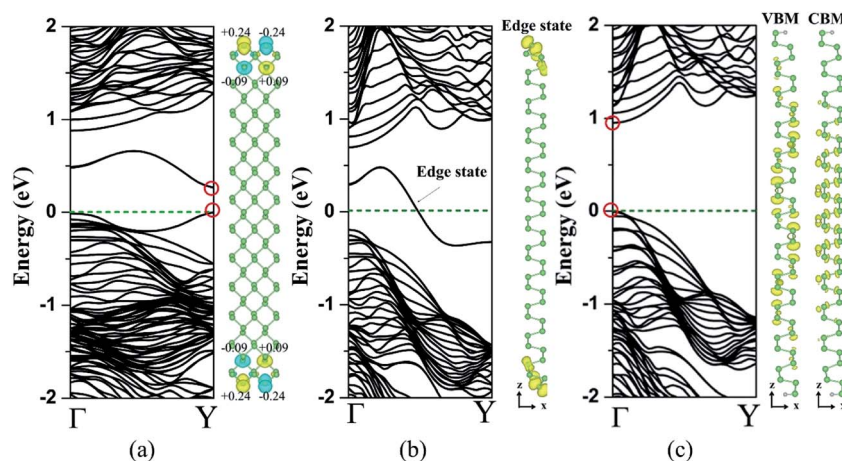 2
1
0
-1
-2
Energy (eV)
Γ
Y
+0.24
-0.24
-0.09
+0.09
-0.09
+0.09
+0.24
-0.24
(a)
2
1
0
-1
-2
Energy (eV)
Γ
Y
Edge state
Edge state
z
x
(b)
2
1
0
-1
-2
Energy (eV)
Γ
Y
VBM
CBM
z
x
z
x
(c)